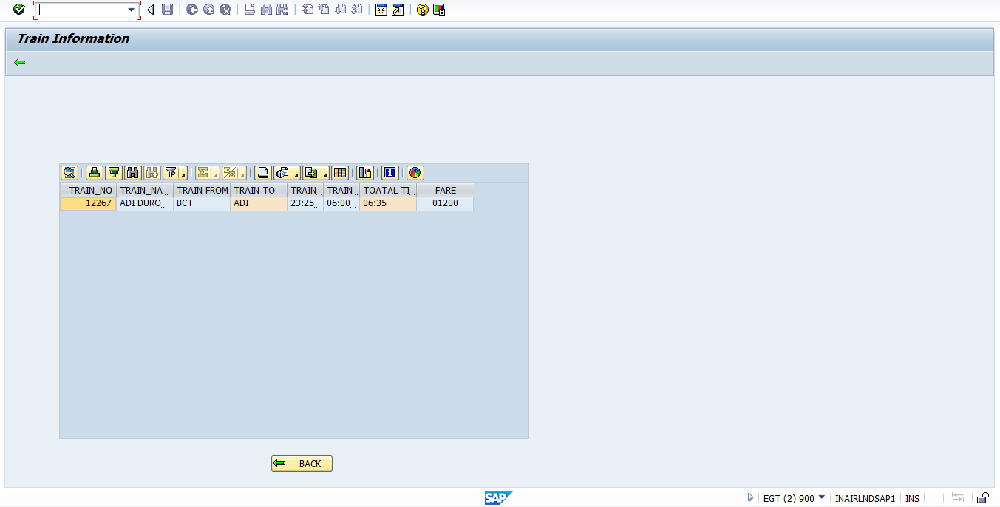 Train Information
TRAIN_NO TRAIN_NA... TRAIN FROM TRAIN TO TRAIN... TRAIN... TOATAL TI... FARE
12267 ADI DURO... BCT ADI 23:25... 06:00... 06:35 01200
BACK
SAP EGT (2) 900 INAIRLNDSAP1 INS